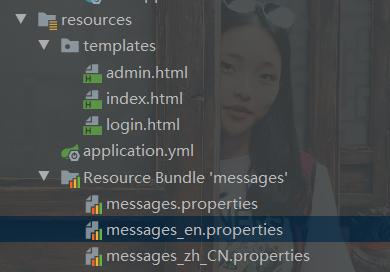 resources
templates
admin.html
index.html
login.html
application.yml
Resource Bundle 'messages'
messages.properties
messages_en.properties
messages_zh_CN.properties